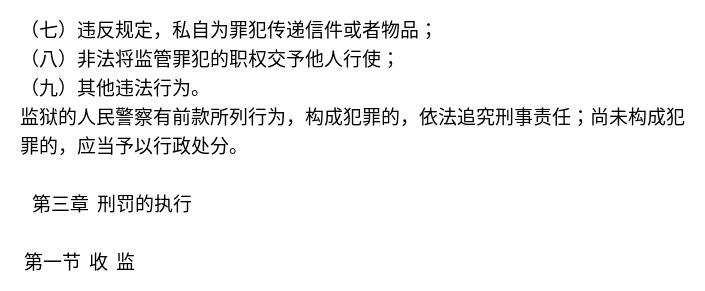 （七）违反规定，私自为罪犯传递信件或者物品；
（八）非法将监管罪犯的职权交予他人行使；
（九）其他违法行为。
监狱的人民警察有前款所列行为，构成犯罪的，依法追究刑事责任；尚未构成犯
罪的，应当予以行政处分。
第三章 刑罚的执行
第一节 收 监